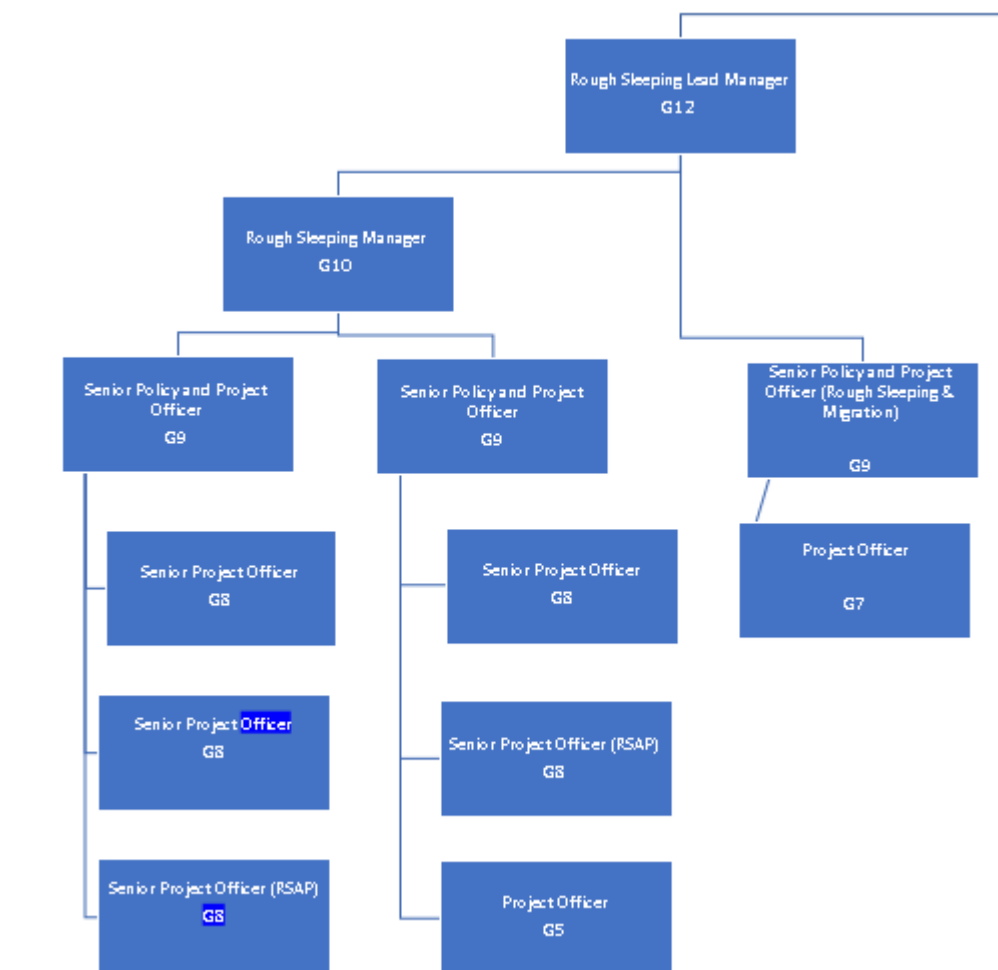 Rough Sleeping Lead Manager
G12
Rough Sleeping Manager
G10
Senior Policy and Project
Officer
G9
Senior Policy and Project
Officer
G9
Senior Policy and Project
Officer (Rough Sleeping &
Migration)
G9
Senior Project Officer
G8
Senior Project Officer
G8
Senior Project Officer (RSAP)
G8
Senior Project Officer
G8
Senior Project Officer (RSAP)
G8
Project Officer
G5
Project Officer
G7